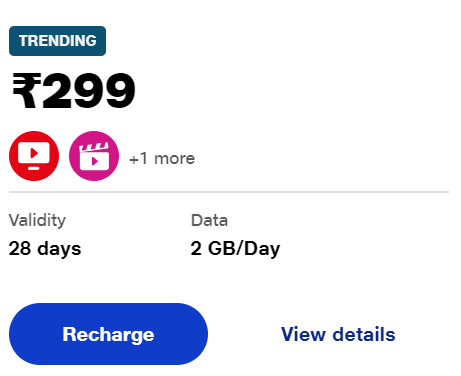 TRENDING
₹299
+1 more
Validity Data
28 days 2 GB/Day
Recharge View details